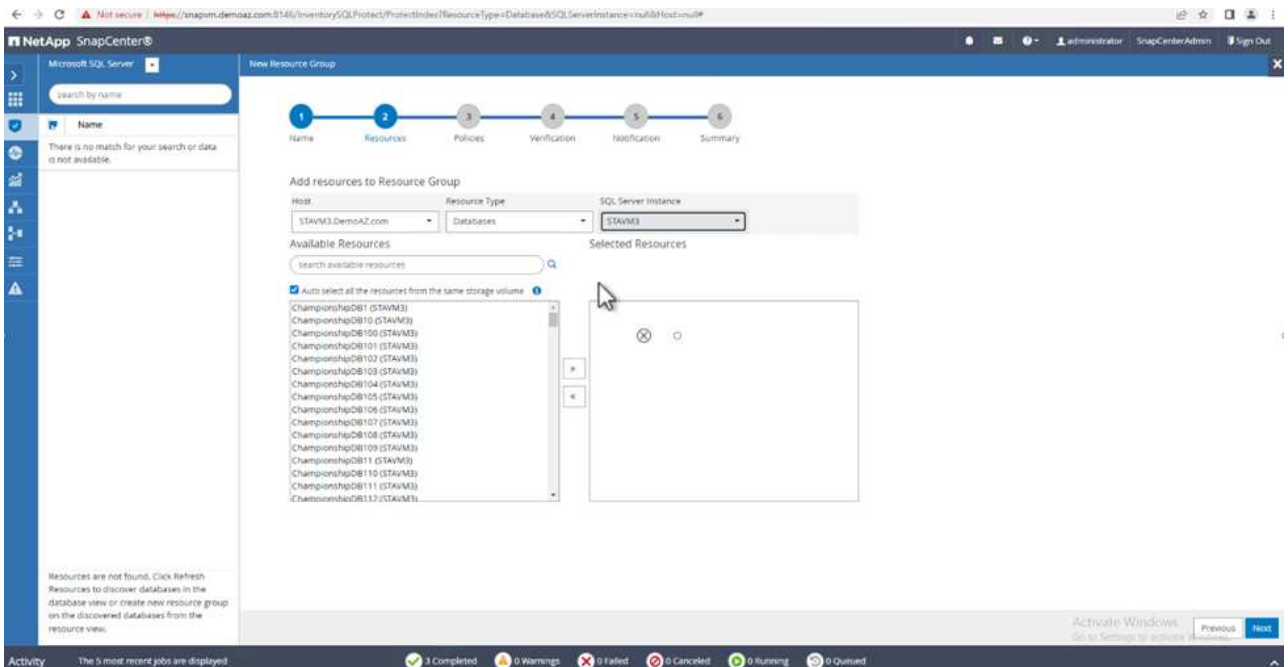 Not secure | https://snapvm.demoaz.com:8146/InventorySQLProtect/ProtectIndex?ResourceType=Database&SQLServerInstance=null&Host=null#
NetApp SnapCenter®
administrator SnapCenterAdmin Sign Out
Microsoft SQL Server
New Resource Group
search by name
Name
There is no match for your search or data
is not available.
1 2 3 4 5 6
Name Resources Policies Verification Notification Summary
Add resources to Resource Group
Host Resource Type SQL Server Instance
STAVM3.DemoAZ.com Databases STAVM3
Available Resources Selected Resources
search available resources
Auto select all the resources from the same storage volume
ChampionshipDB1 (STAVM3)
ChampionshipDB10 (STAVM3)
ChampionshipDB100 (STAVM3)
ChampionshipDB101 (STAVM3)
ChampionshipDB102 (STAVM3)
ChampionshipDB103 (STAVM3)
ChampionshipDB104 (STAVM3)
ChampionshipDB105 (STAVM3)
ChampionshipDB106 (STAVM3)
ChampionshipDB107 (STAVM3)
ChampionshipDB108 (STAVM3)
ChampionshipDB109 (STAVM3)
ChampionshipDB11 (STAVM3)
ChampionshipDB110 (STAVM3)
ChampionshipDB111 (STAVM3)
ChampionshipDB112 (STAVM3)
»
<
Resources are not found. Click Refresh
Resources to discover databases in the
database view or create new resource group
on the discovered databases from the
resource view.
Activate Windows
Go to Settings to activate
Previous Next
Activity The 5 most recent jobs are displayed 3 Completed 0 Warnings 0 Failed 0 Canceled 0 Running 0 Queued